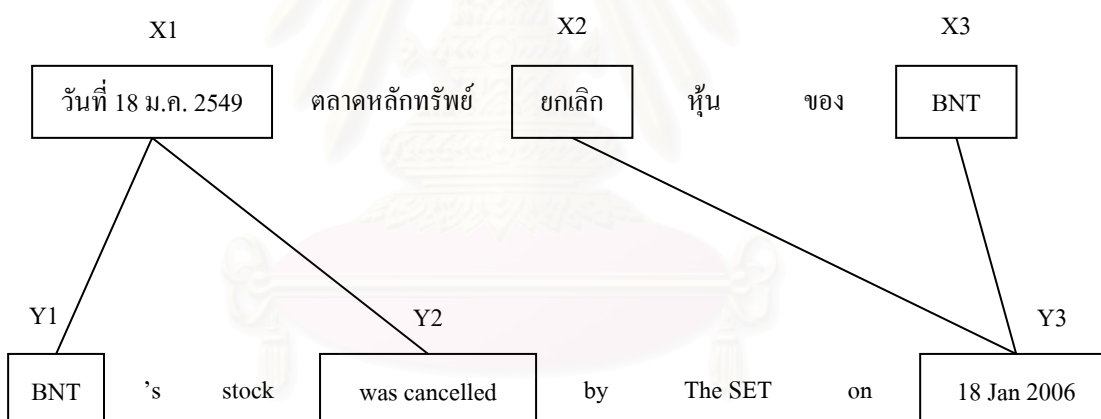 X1 X2 X3
วันที่ 18 ม.ค. 2549 ตลาดหลักทรัพย์ ยกเลิก หุ้น ของ BNT
Y1 Y2 Y3
BNT ’s stock was cancelled by The SET on 18 Jan 2006